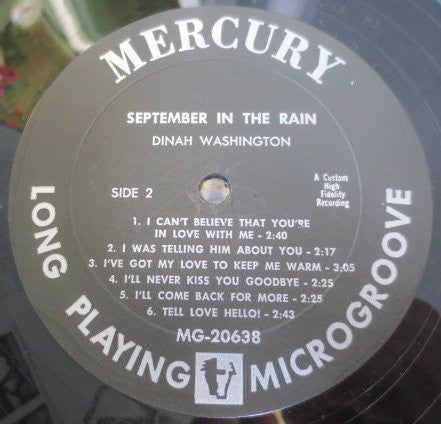 MERCURY
SEPTEMBER IN THE RAIN
DINAH WASHINGTON
SIDE 2
A Custom
High
Fidelity
Recording
1. I CAN'T BELIEVE THAT YOU'RE
IN LOVE WITH ME - 2:40
2. I WAS TELLING HIM ABOUT YOU - 2:17
3. I'VE GOT MY LOVE TO KEEP ME WARM - 3:05
4. I'LL NEVER KISS YOU GOODBYE - 2:25
5. I'LL COME BACK FOR MORE - 2:25
6. TELL LOVE HELLO! - 2:43
MG-20638
LONG PLAYING MICROGROOVE